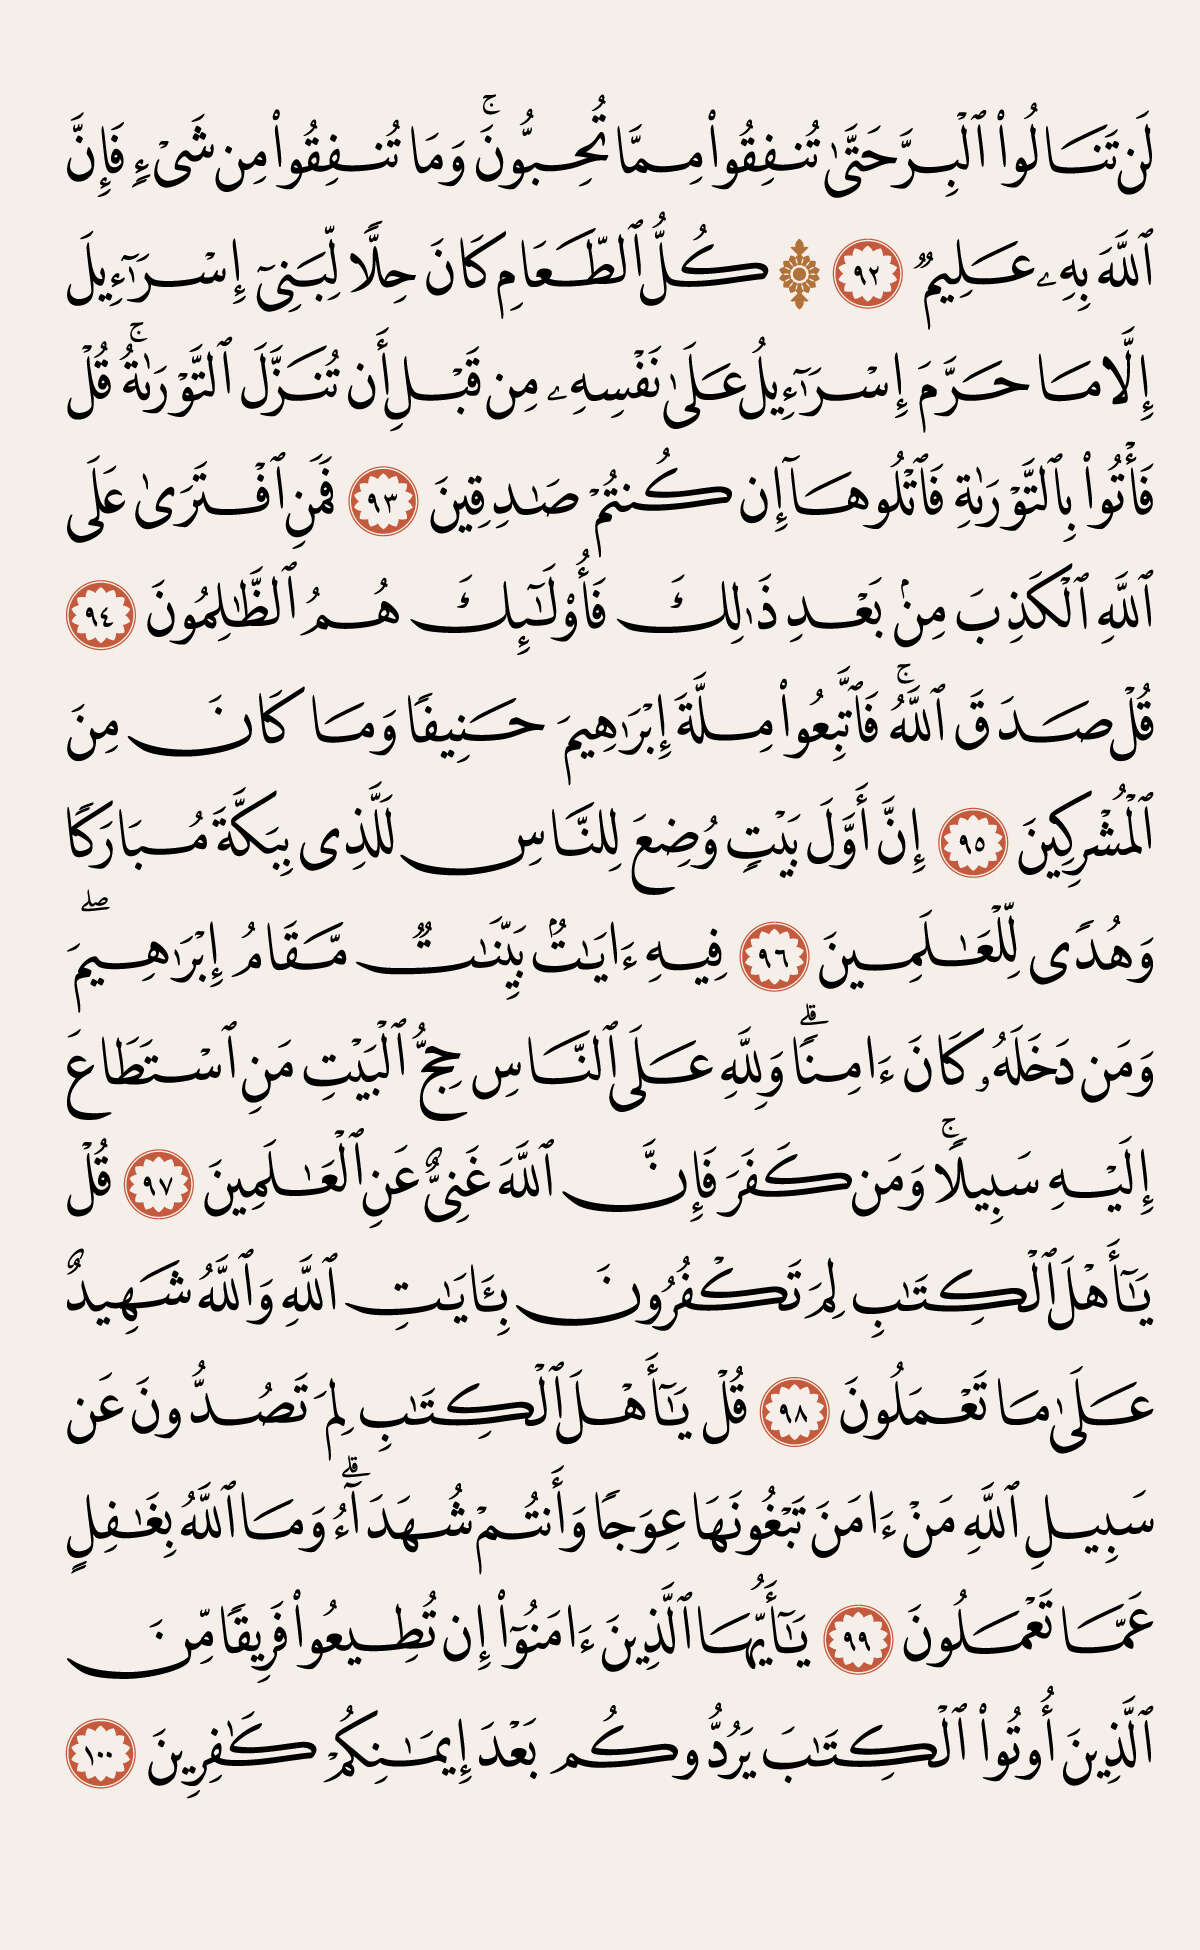 لَن تَنَالُوا۟ ٱلْبِرَّ حَتَّىٰ تُنفِقُوا۟ مِمَّا تُحِبُّونَ ۚ وَمَا تُنفِقُوا۟ مِن شَىْءٍ فَإِنَّ
ٱللَّهَ بِهِۦ عَلِيمٌ ٩٢ ۞ كُلُّ ٱلطَّعَامِ كَانَ حِلًّا لِّبَنِىٓ إِسْرَٰٓءِيلَ
إِلَّا مَا حَرَّمَ إِسْرَٰٓءِيلُ عَلَىٰ نَفْسِهِۦ مِن قَبْلِ أَن تُنَزَّلَ ٱلتَّوْرَىٰةُ ۚ قُلْ
فَأْتُوا۟ بِٱلتَّوْرَىٰةِ فَٱتْلُوهَآ إِن كُنتُمْ صَـٰدِقِينَ ٩٣ فَمَنِ ٱفْتَرَىٰ عَلَى
ٱللَّهِ ٱلْكَذِبَ مِنۢ بَعْدِ ذَٰلِكَ فَأُو۟لَـٰٓئِكَ هُمُ ٱلظَّـٰلِمُونَ ٩٤
قُلْ صَدَقَ ٱللَّهُ ۚ فَٱتَّبِعُوا۟ مِلَّةَ إِبْرَٰهِيمَ حَنِيفًا وَمَا كَانَ مِنَ
ٱلْمُشْرِكِينَ ٩٥ إِنَّ أَوَّلَ بَيْتٍ وُضِعَ لِلنَّاسِ لَلَّذِى بِبَكَّةَ مُبَارَكًا
وَهُدًى لِّلْعَـٰلَمِينَ ٩٦ فِيهِ ءَايَـٰتٌۢ بَيِّنَـٰتٌ مَّقَامُ إِبْرَٰهِيمَ ۖ
وَمَن دَخَلَهُۥ كَانَ ءَامِنًا ۗ وَلِلَّهِ عَلَى ٱلنَّاسِ حِجُّ ٱلْبَيْتِ مَنِ ٱسْتَطَاعَ
إِلَيْهِ سَبِيلًا ۚ وَمَن كَفَرَ فَإِنَّ ٱللَّهَ غَنِىٌّ عَنِ ٱلْعَـٰلَمِينَ ٩٧ قُلْ
يَـٰٓأَهْلَ ٱلْكِتَـٰبِ لِمَ تَكْفُرُونَ بِـَٔايَـٰتِ ٱللَّهِ وَٱللَّهُ شَهِيدٌ
عَلَىٰ مَا تَعْمَلُونَ ٩٨ قُلْ يَـٰٓأَهْلَ ٱلْكِتَـٰبِ لِمَ تَصُدُّونَ عَن
سَبِيلِ ٱللَّهِ مَنْ ءَامَنَ تَبْغُونَهَا عِوَجًا وَأَنتُمْ شُهَدَآءُ ۗ وَمَا ٱللَّهُ بِغَـٰفِلٍ
عَمَّا تَعْمَلُونَ ٩٩ يَـٰٓأَيُّهَا ٱلَّذِينَ ءَامَنُوٓا۟ إِن تُطِيعُوا۟ فَرِيقًا مِّنَ
ٱلَّذِينَ أُوتُوا۟ ٱلْكِتَـٰبَ يَرُدُّوكُم بَعْدَ إِيمَـٰنِكُمْ كَـٰفِرِينَ ١٠٠